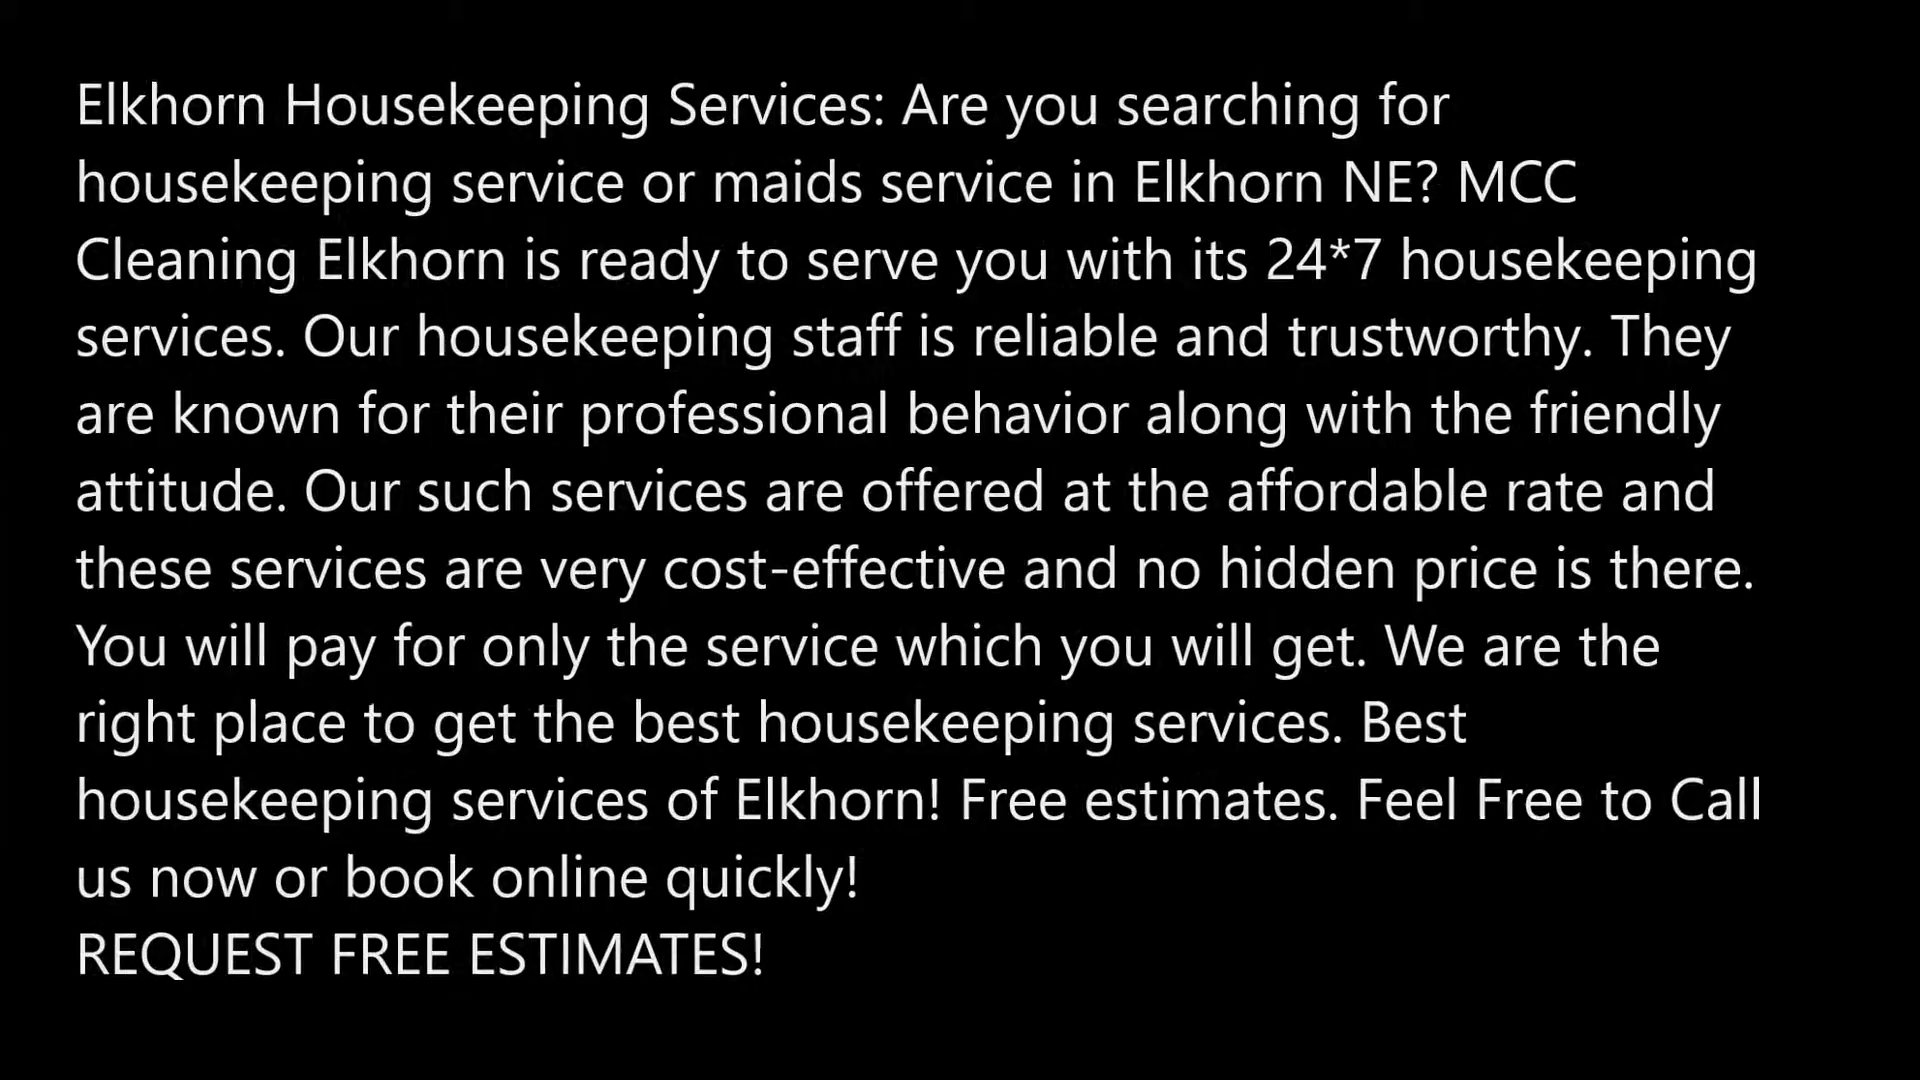 Elkhorn Housekeeping Services: Are you searching for
housekeeping service or maids service in Elkhorn NE? MCC
Cleaning Elkhorn is ready to serve you with its 24*7 housekeeping
services. Our housekeeping staff is reliable and trustworthy. They
are known for their professional behavior along with the friendly
attitude. Our such services are offered at the affordable rate and
these services are very cost-effective and no hidden price is there.
You will pay for only the service which you will get. We are the
right place to get the best housekeeping services. Best
housekeeping services of Elkhorn! Free estimates. Feel Free to Call
us now or book online quickly!
REQUEST FREE ESTIMATES!